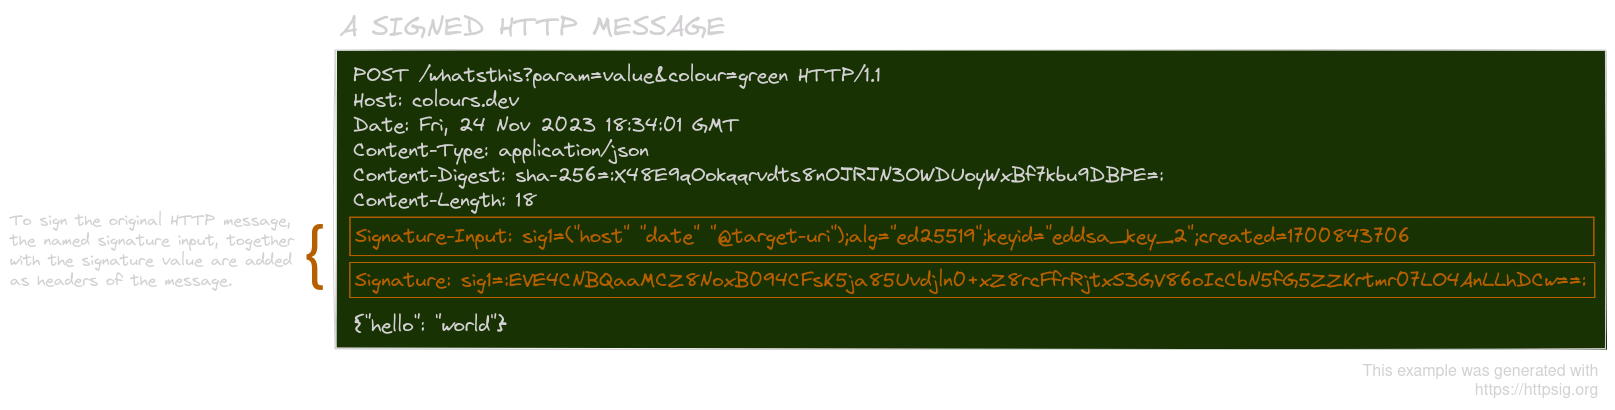 A SIGNED HTTP MESSAGE
POST /whatsthis?param=value&colour=green HTTP/1.1
Host: colours.dev
Date: Fri, 24 Nov 2023 18:34:01 GMT
Content-Type: application/json
Content-Digest: sha-256=:X48E9qOokqqrvdts8nOJRJN3OWDUoyWxBf7kbu9DBPE=:
Content-Length: 18
To sign the original HTTP message,
the named signature input, together
with the signature value are added
as headers of the message.
{
Signature-Input: sig1=("host" "date" "@target-uri");alg="ed25519";keyid="eddsa_key_2";created=1700843706
Signature: sig1=:EVE4CNBQaaMCZ8NoxB094CFsK5ja85Uvdjln0+xZ8rcFfrRjtxS3GV86oIcCbN5fG5ZZKrtmr07LO4AnLLhDCw==:
{"hello": "world"}
This example was generated with
https://httpsig.org